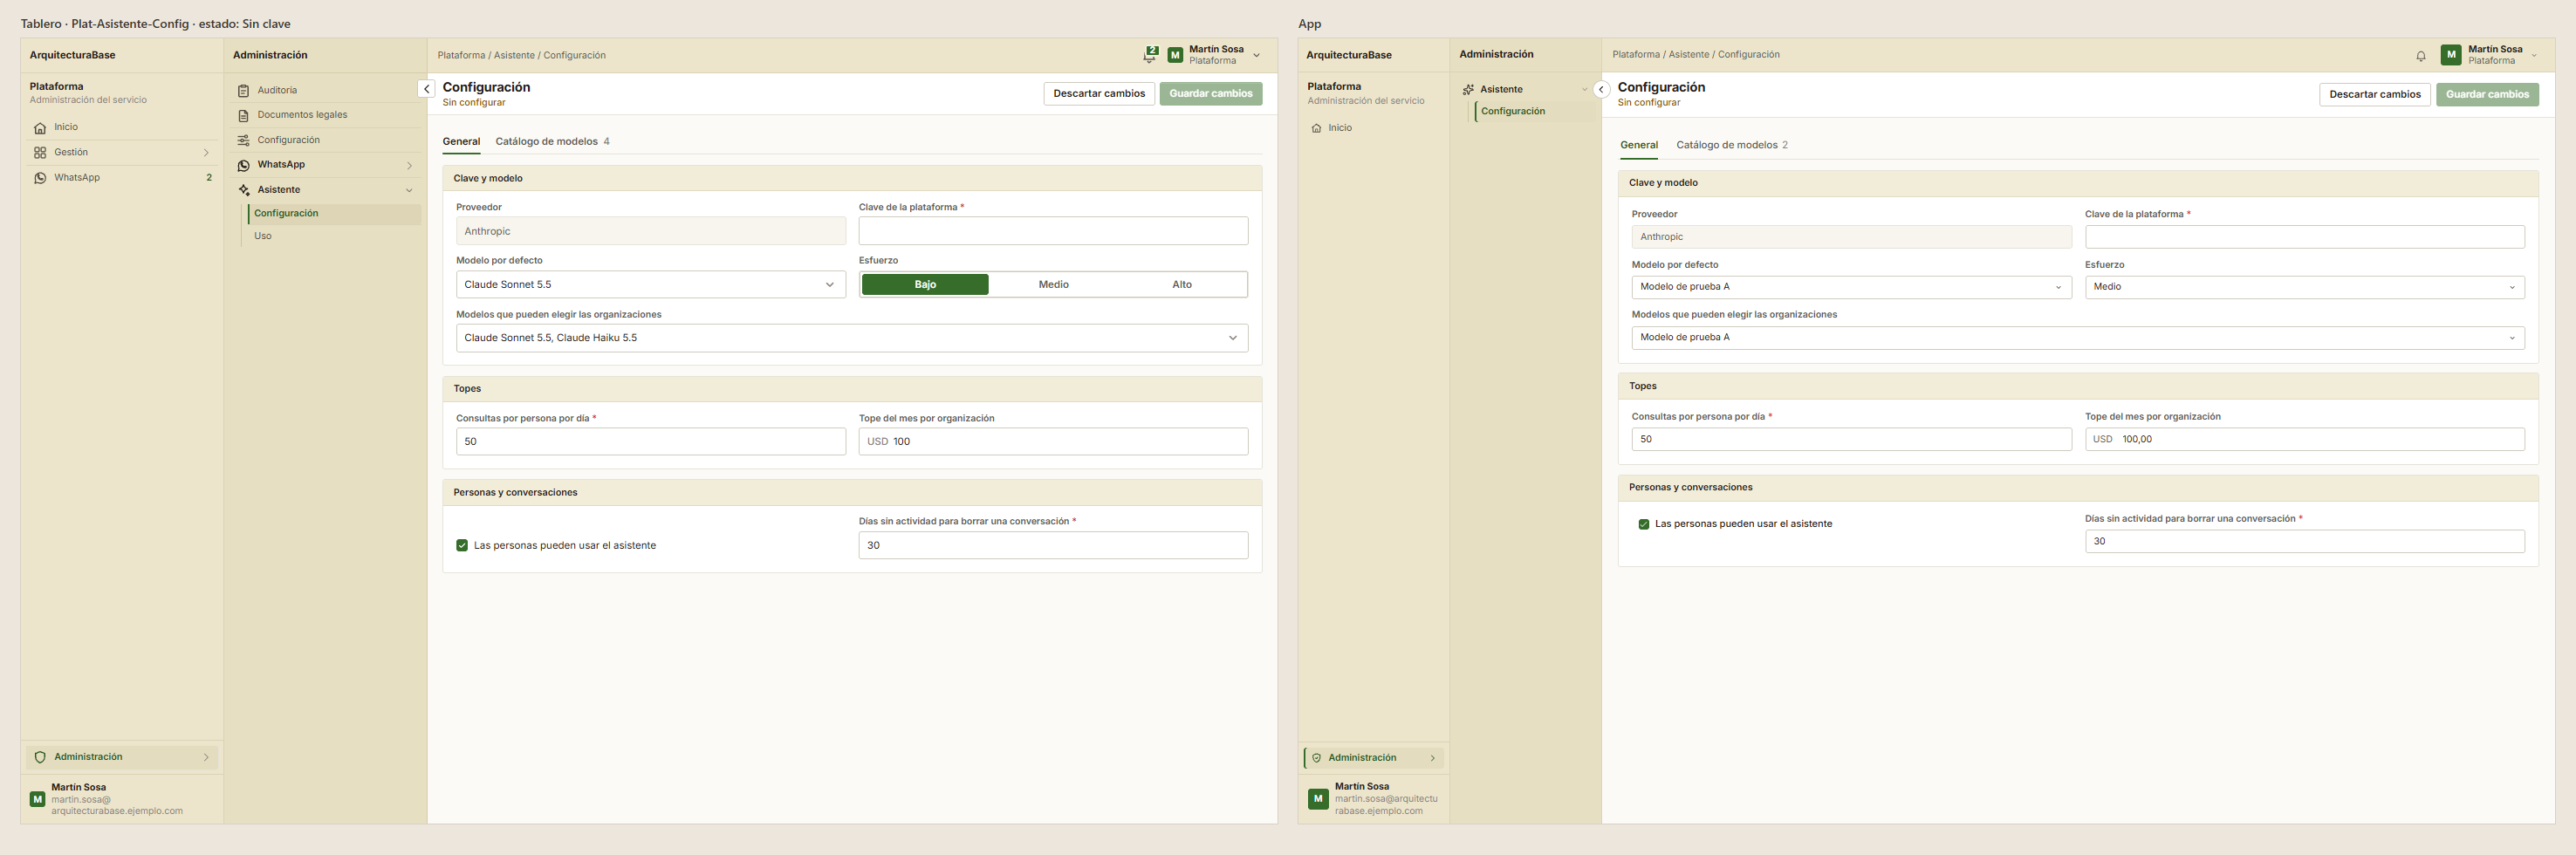 Tablero · Plat-Asistente-Config · estado: Sin clave
ArquitecturaBase
Plataforma
Administración del servicio
Inicio
Gestión
WhatsApp 2
Administración
Martín Sosa
martin.sosa@
arquitecturabase.ejemplo.com
Administración
Auditoría
Documentos legales
Configuración
WhatsApp
Asistente
Configuración
Uso
Plataforma / Asistente / Configuración
2
M
Martín Sosa
Plataforma
Configuración
Sin configurar
Descartar cambios
Guardar cambios
General
Catálogo de modelos 4
Clave y modelo
Proveedor
Anthropic
Clave de la plataforma *
Modelo por defecto
Claude Sonnet 5.5
Esfuerzo
Bajo
Medio
Alto
Modelos que pueden elegir las organizaciones
Claude Sonnet 5.5, Claude Haiku 5.5
Topes
Consultas por persona por día *
50
Tope del mes por organización
USD 100
Personas y conversaciones
Las personas pueden usar el asistente
Días sin actividad para borrar una conversación *
30
M
App
ArquitecturaBase
Plataforma
Administración del servicio
Inicio
Administración
M
Martín Sosa
martin.sosa@arquitectu
rabase.ejemplo.com
Administración
Asistente
Configuración
Plataforma / Asistente / Configuración
M
Martín Sosa
Plataforma
Configuración
Sin configurar
Descartar cambios
Guardar cambios
General
Catálogo de modelos 2
Clave y modelo
Proveedor
Anthropic
Clave de la plataforma *
Modelo por defecto
Modelo de prueba A
Esfuerzo
Medio
Modelos que pueden elegir las organizaciones
Modelo de prueba A
Topes
Consultas por persona por día *
50
Tope del mes por organización
USD 100,00
Personas y conversaciones
Las personas pueden usar el asistente
Días sin actividad para borrar una conversación *
30